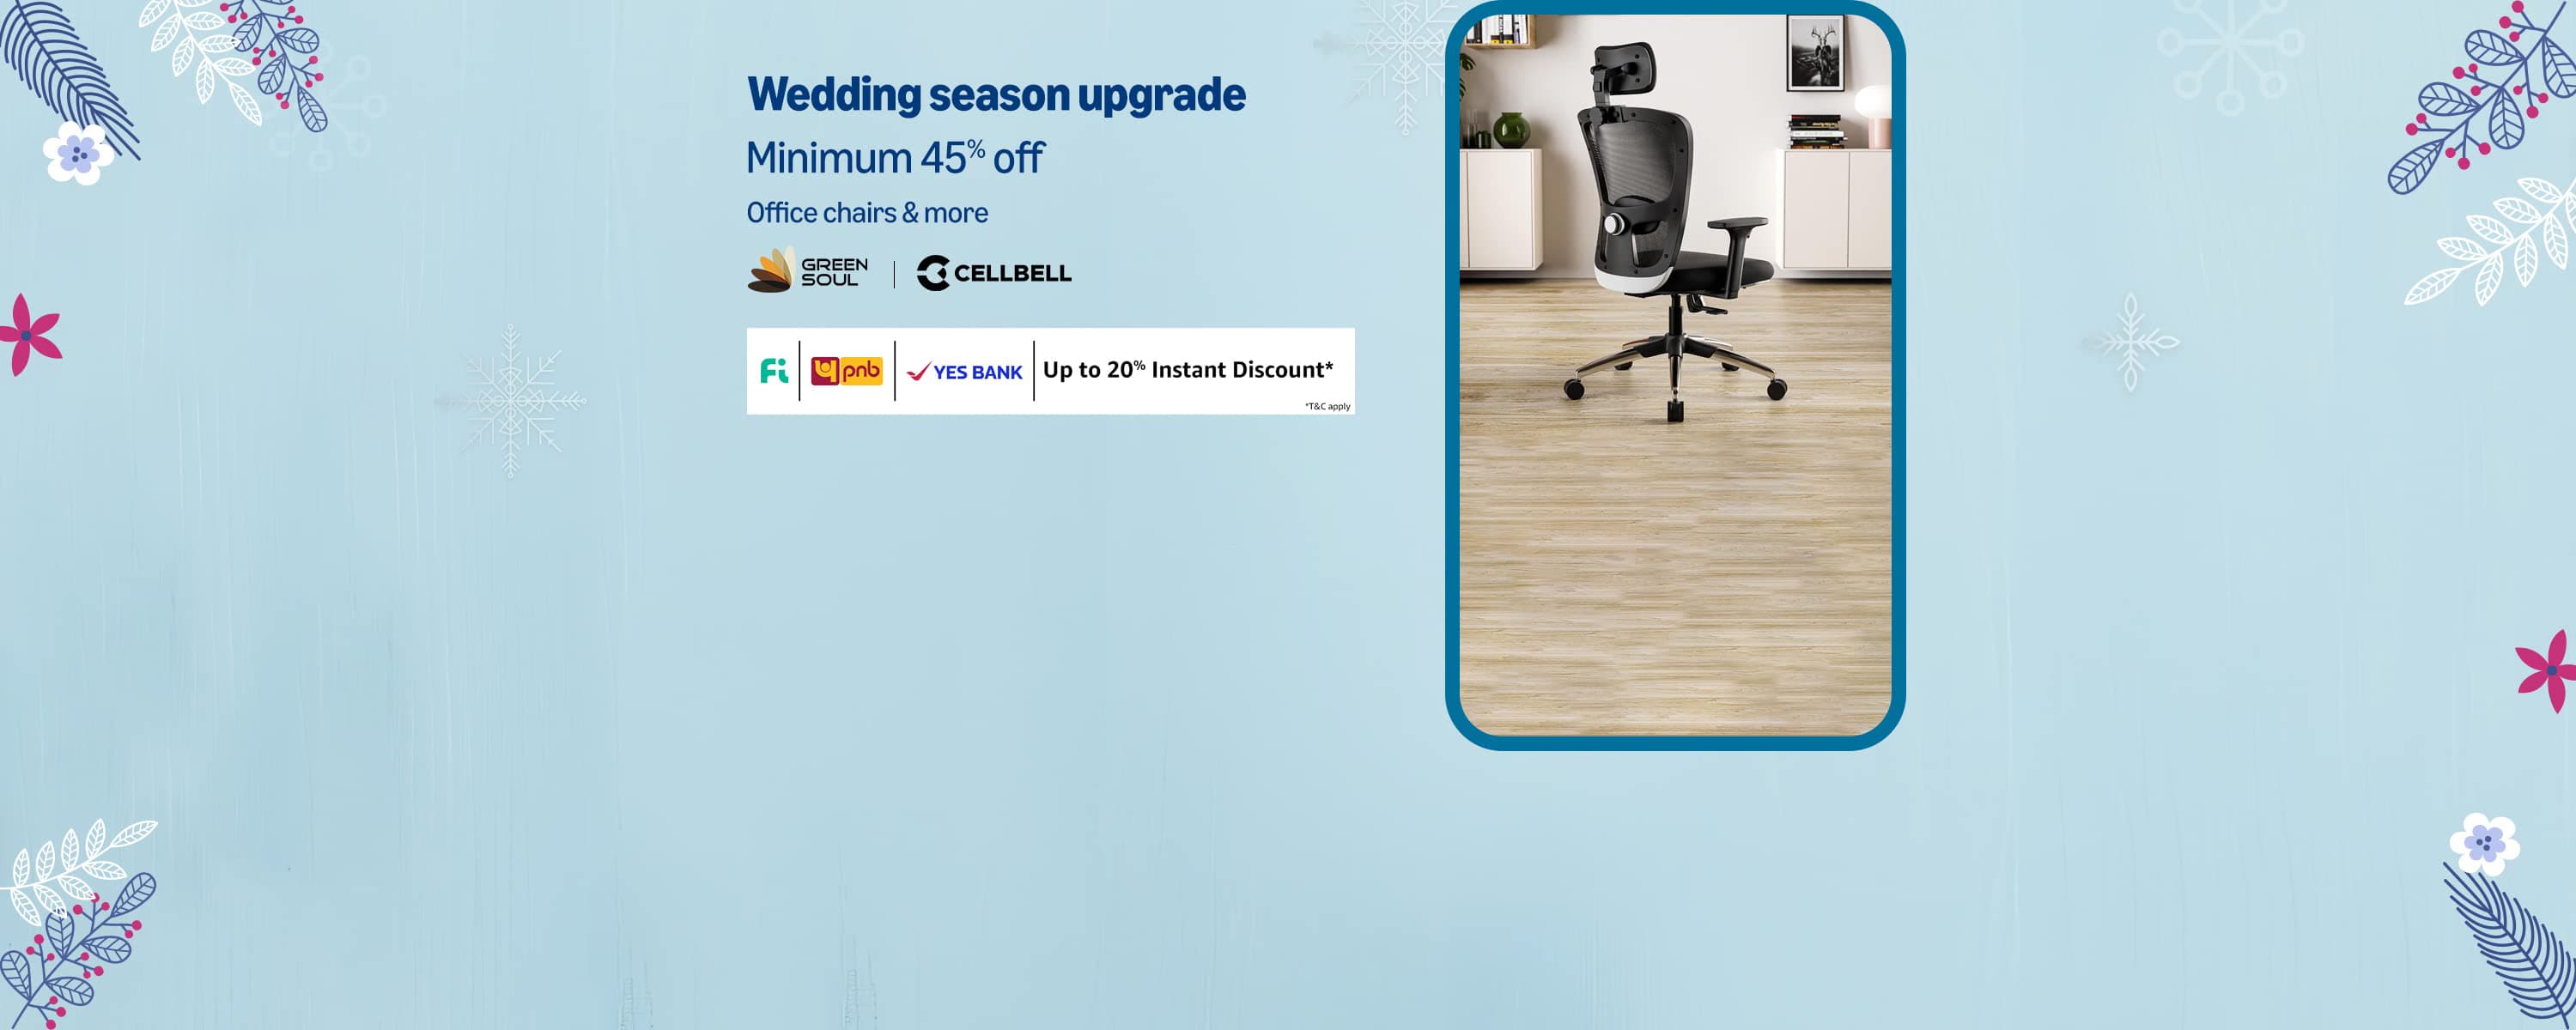 Wedding season upgrade
Minimum 45% off
Office chairs & more
GREEN
SOUL
CELLBELL
Fi
pnb
YES BANK
Up to 20% Instant Discount*
*T&C apply